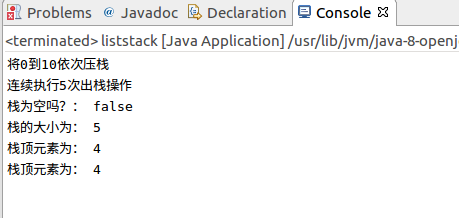 Problems @ Javadoc Declaration Console
<terminated> liststack [Java Application] /usr/lib/jvm/java-8-openj
将0到10依次压栈
连续执行5次出栈操作
栈为空吗？： false
栈的大小为： 5
栈顶元素为： 4
栈顶元素为： 4